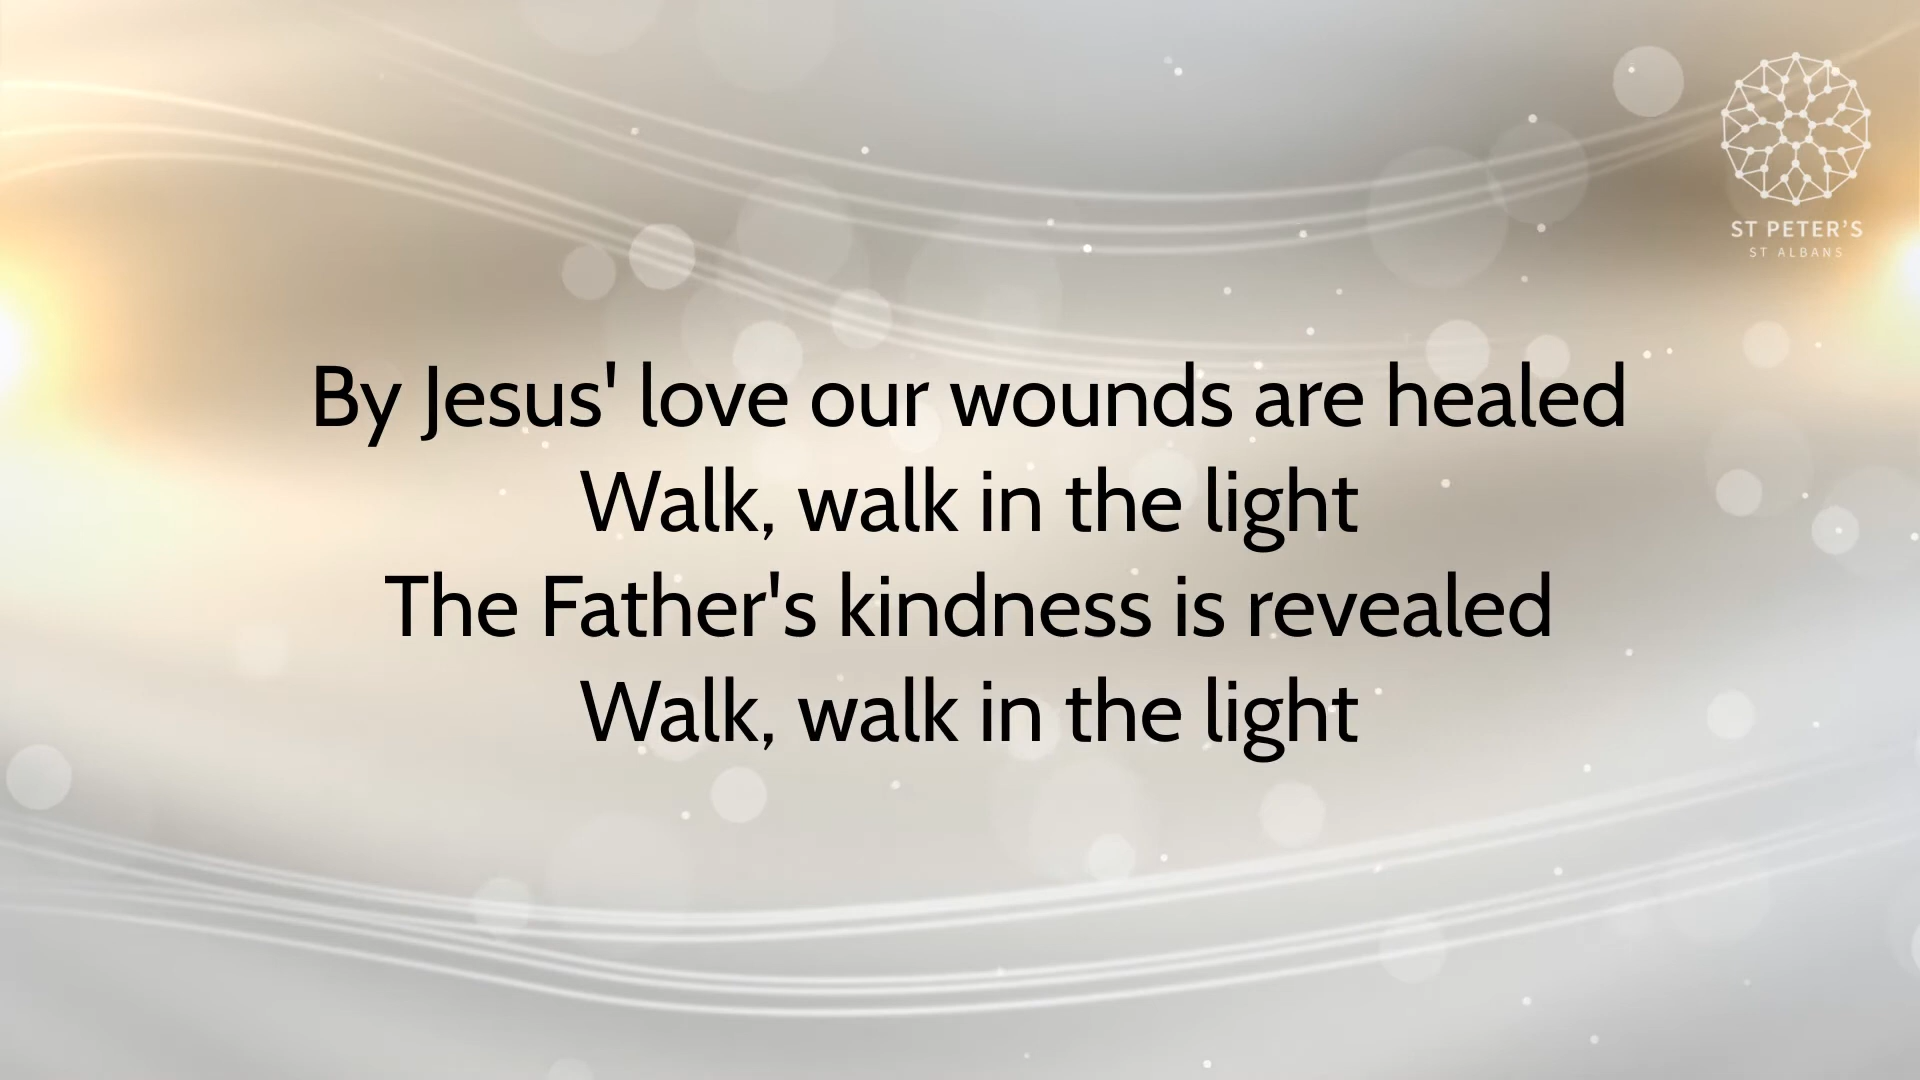 ST PETER'S
ST ALBANS
By Jesus' love our wounds are healed
Walk, walk in the light
The Father's kindness is revealed
Walk, walk in the light